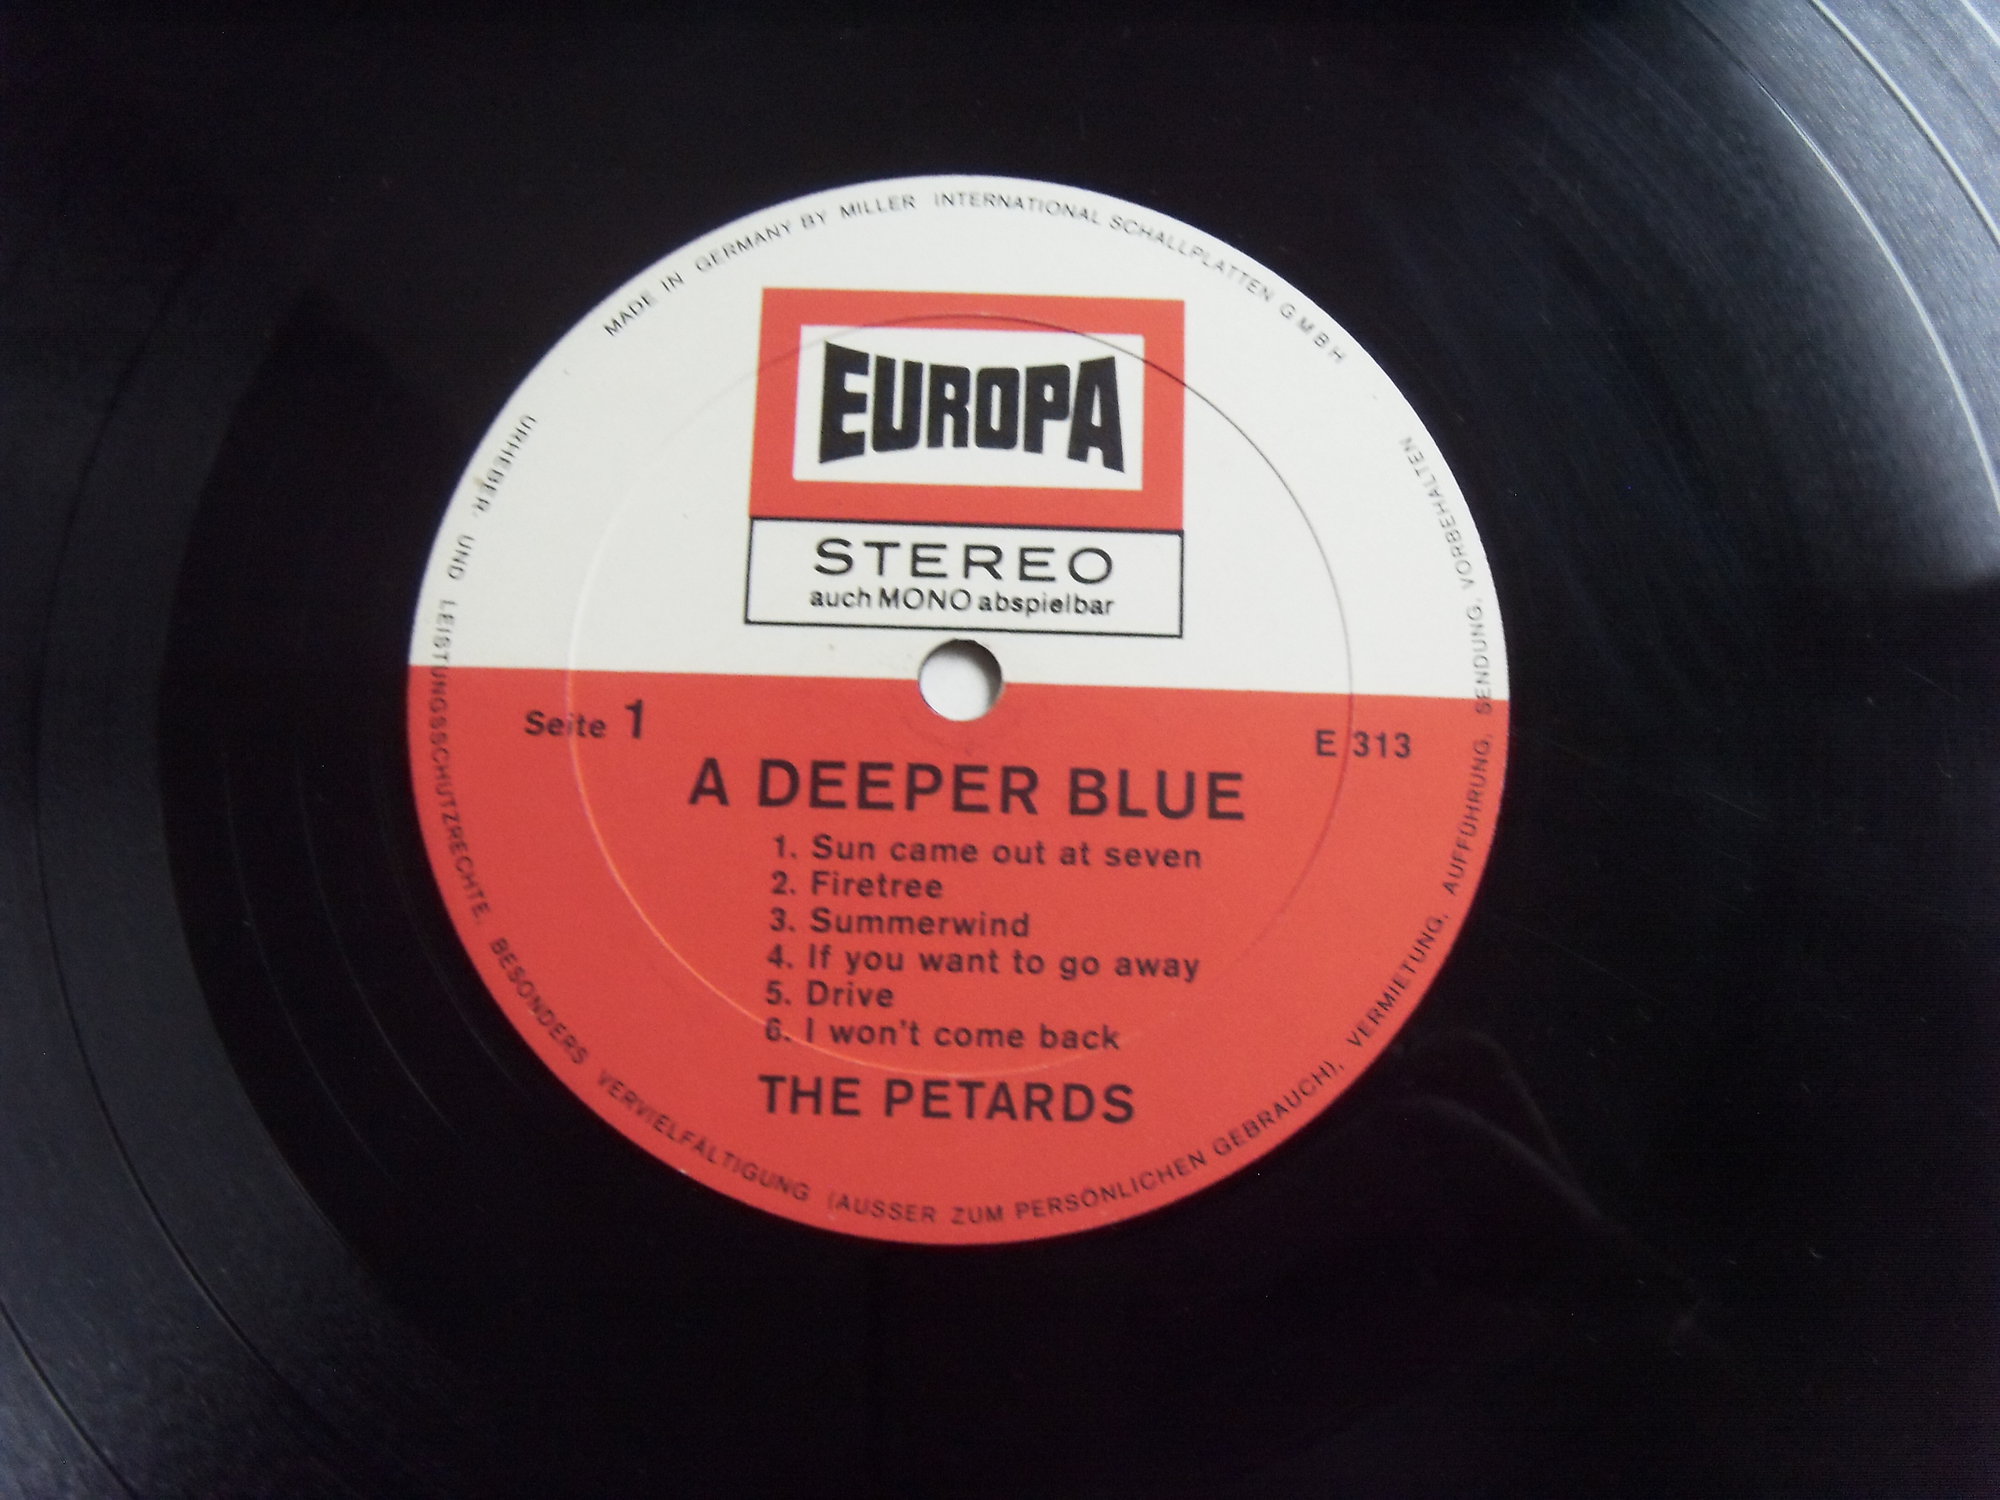 MADE IN GERMANY BY MILLER INTERNATIONAL SCHALLPLATTEN GMBH
EUROPA
STEREO
auch MONO abspielbar
Seite 1
E 313
A DEEPER BLUE
1. Sun came out at seven
2. Firetree
3. Summerwind
4. If you want to go away
5. Drive
6. I won't come back
THE PETARDS
URHEBER- UND LEISTUNGSSCHUTZRECHTE, BESONDERS VERVIELFÄLTIGUNG (AUSSER ZUM PERSÖNLICHEN GEBRAUCH), VERMIETUNG, AUFFÜHRUNG, SENDUNG, VORBEHALTEN